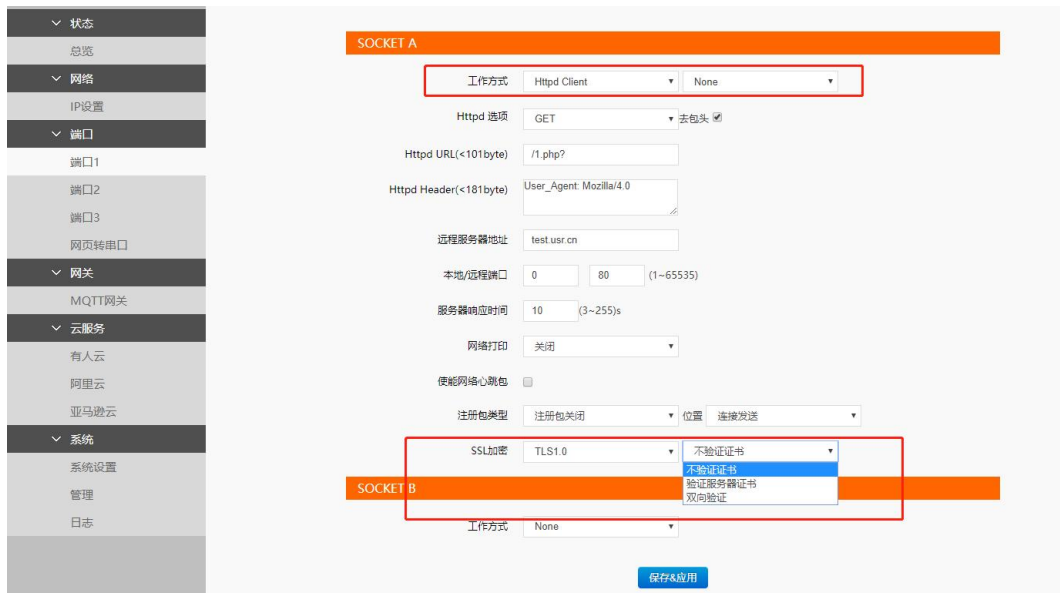 状态
总览
网络
IP设置
端口
端口1
端口2
端口3
网页转串口
网关
MQTT网关
云服务
有人云
阿里云
亚马逊云
系统
系统设置
管理
日志
SOCKET A
工作方式 Httpd Client None
Httpd 选项 GET 去包头
Httpd URL(<101byte) /1.php?
Httpd Header(<181byte) User_Agent: Mozilla/4.0
远程服务器地址 test.usr.cn
本地/远程端口 0 80 (1~65535)
服务器响应时间 10 (3~255)s
网络打印 关闭
使能网络心跳包
注册包类型 注册包关闭 位置 连接发送
SSL加密 TLS1.0 不验证证书
不验证证书
验证服务器证书
双向验证
SOCKET B
工作方式 None
保存&应用